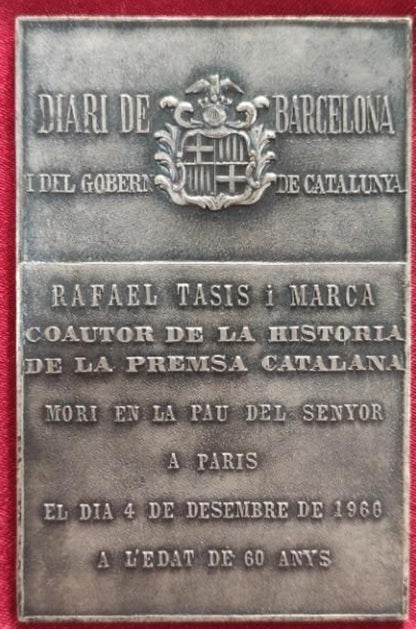 DIARI DE BARCELONA
I DEL GOBERN DE CATALUNYA
RAFAEL TASIS i MARCA
COAUTOR DE LA HISTORIA
DE LA PREMSA CATALANA
MORI EN LA PAU DEL SENYOR
A PARIS
EL DIA 4 DE DESEMBRE DE 1966
A L'EDAT DE 60 ANYS